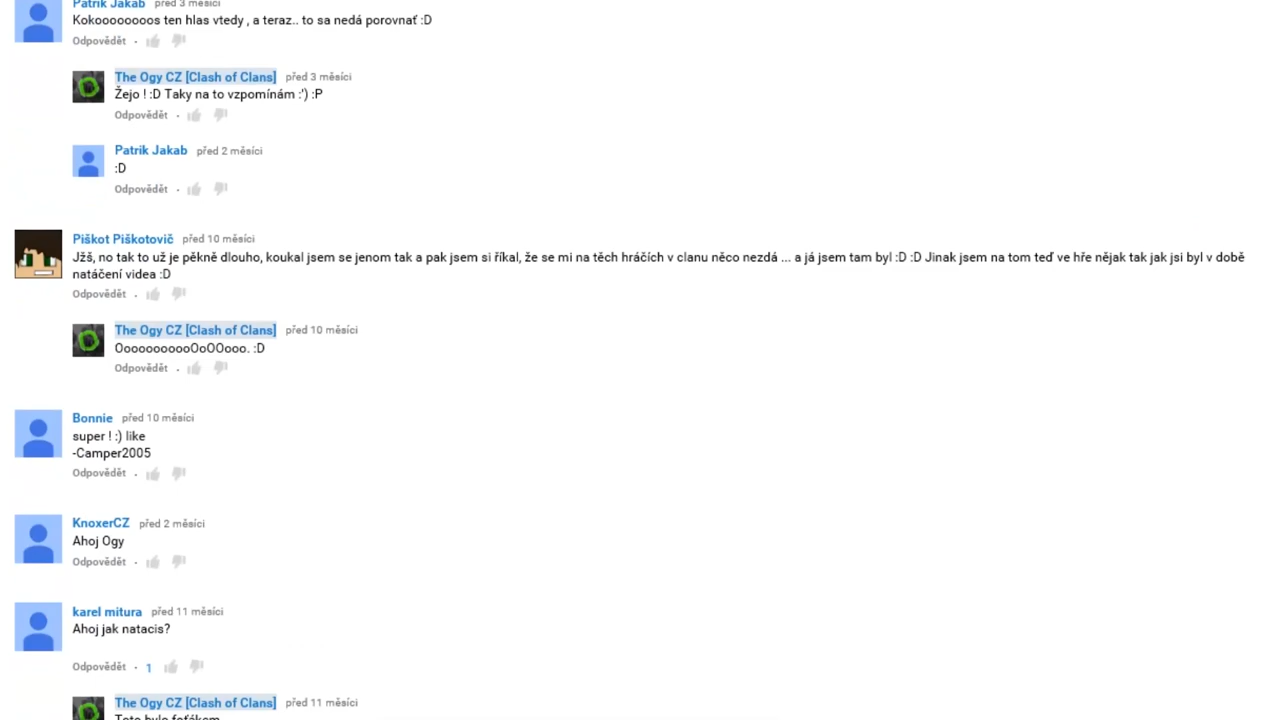 Patrik Jakab před 3 měsíci
Kokoooooooos ten hlas vtedy , a teraz.. to sa nedá porovnať :D
Odpovědět ·
The Ogy CZ [Clash of Clans] před 3 měsíci
Žejo ! :D Taky na to vzpomínám :') :P
Odpovědět ·
Patrik Jakab před 2 měsíci
:D
Odpovědět ·
Piškot Piškotovič před 10 měsíci
Jžš, no tak to už je pěkně dlouho, koukal jsem se jenom tak a pak jsem si říkal, že se mi na těch hráčích v clanu něco nezdá ... a já jsem tam byl :D :D Jinak jsem na tom teď ve hře nějak tak jak jsi byl v době
natáčení videa :D
Odpovědět ·
The Ogy CZ [Clash of Clans] před 10 měsíci
OoooooooooOoOOooo. :D
Odpovědět ·
Bonnie před 10 měsíci
super ! :) like
-Camper2005
Odpovědět ·
KnoxerCZ před 2 měsíci
Ahoj Ogy
Odpovědět ·
karel mitura před 11 měsíci
Ahoj jak natacis?
Odpovědět · 1
The Ogy CZ [Clash of Clans] před 11 měsíci
Toto bylo foťákem